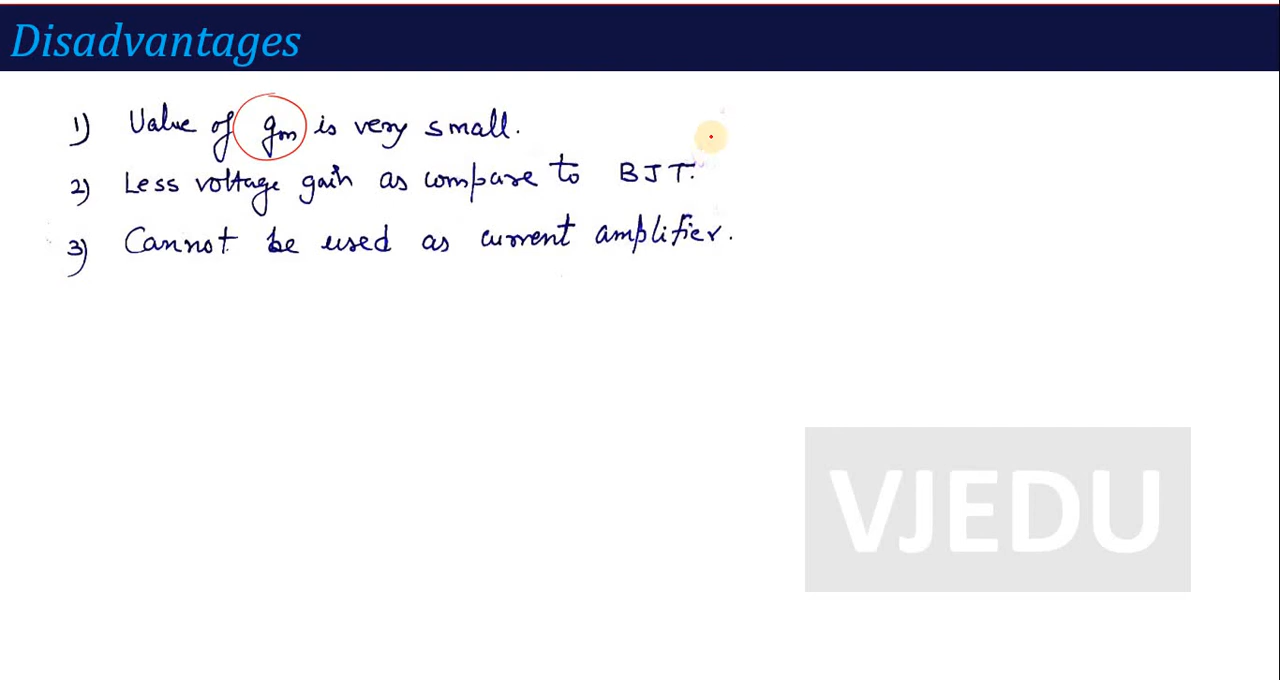 Disadvantages
1) Value of gm is very small.
2) Less voltage gain as compare to BJT.
3) Cannot be used as current amplifier.
VJEDU